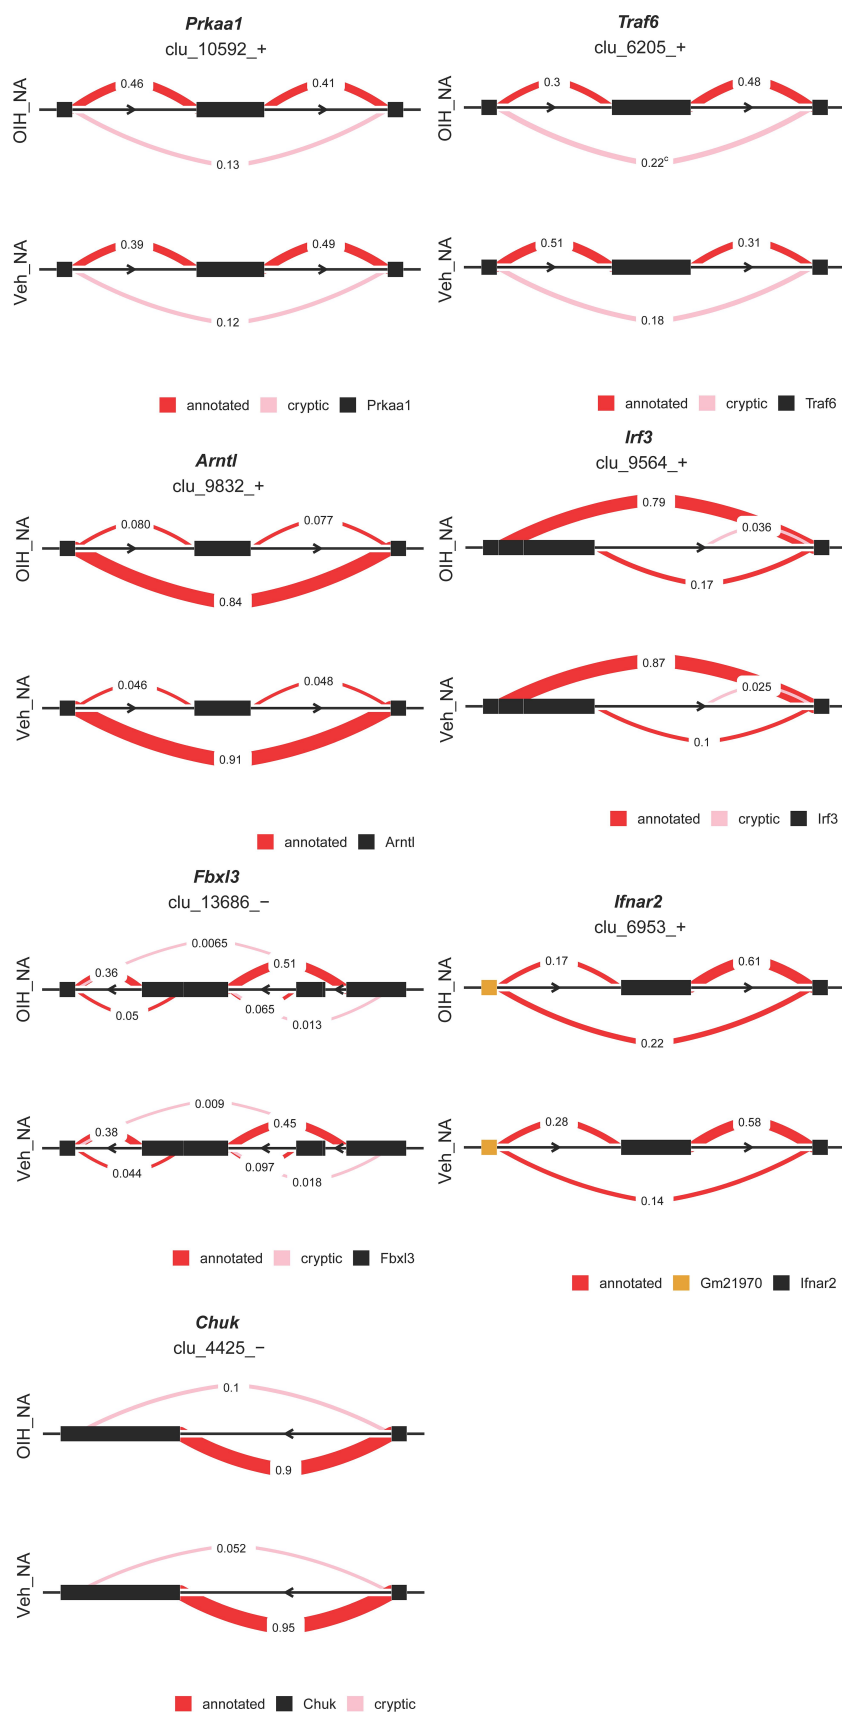 Prkaa1
clu_10592_+
OIH_NA
0.46
0.41
0.13
Veh_NA
0.39
0.49
0.12
annotated cryptic Prkaa1
Traf6
clu_6205_+
OIH_NA
0.3
0.48
0.22c
Veh_NA
0.51
0.31
0.18
annotated cryptic Traf6
Arntl
clu_9832_+
OIH_NA
0.080
0.077
0.84
Veh_NA
0.046
0.048
0.91
annotated Arntl
Irf3
clu_9564_+
OIH_NA
0.79
0.036
0.17
Veh_NA
0.87
0.025
0.1
annotated cryptic Irf3
Fbxl3
clu_13686_−
OIH_NA
0.0065
0.36
0.51
0.05
0.065
0.013
Veh_NA
0.009
0.38
0.45
0.044
0.097
0.018
annotated cryptic Fbxl3
Ifnar2
clu_6953_+
OIH_NA
0.17
0.61
0.22
Veh_NA
0.28
0.58
0.14
annotated Gm21970 Ifnar2
Chuk
clu_4425_−
OIH_NA
0.1
0.9
Veh_NA
0.052
0.95
annotated Chuk cryptic